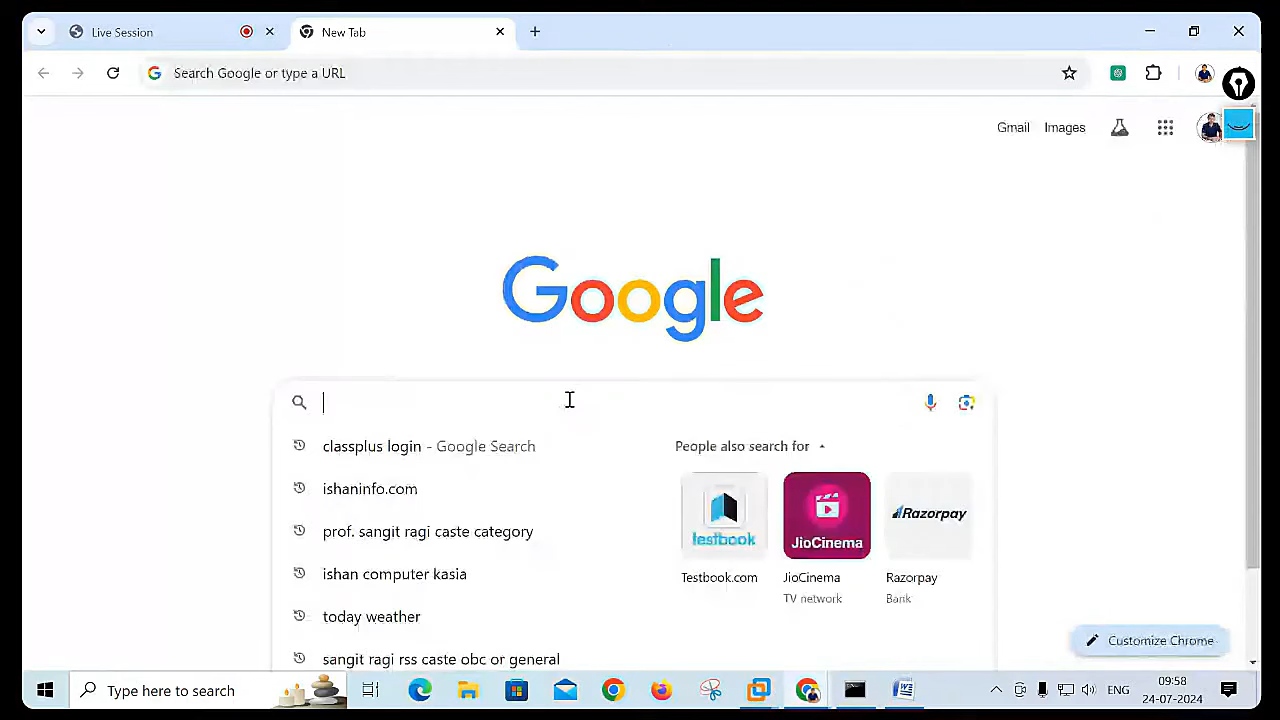 Live Session
New Tab
Search Google or type a URL
Gmail
Images
Google
classplus login - Google Search
ishaninfo.com
prof. sangit ragi caste category
ishan computer kasia
today weather
sangit ragi rss caste obc or general
People also search for
testbook
JioCinema
Razorpay
Testbook.com
JioCinema
Razorpay
TV network
Bank
Customize Chrome
Type here to search
ENG
09:58
24-07-2024